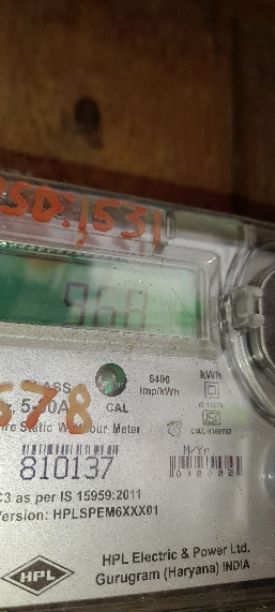 SD:1531
968
6400
imp/kWh
kWh
CAL
578
810137
M/Yr.
C3 as per IS 15959:2011
Version: HPLSPEM6XXX01
HPL
HPL Electric & Power Ltd.
Gurugram (Haryana) INDIA